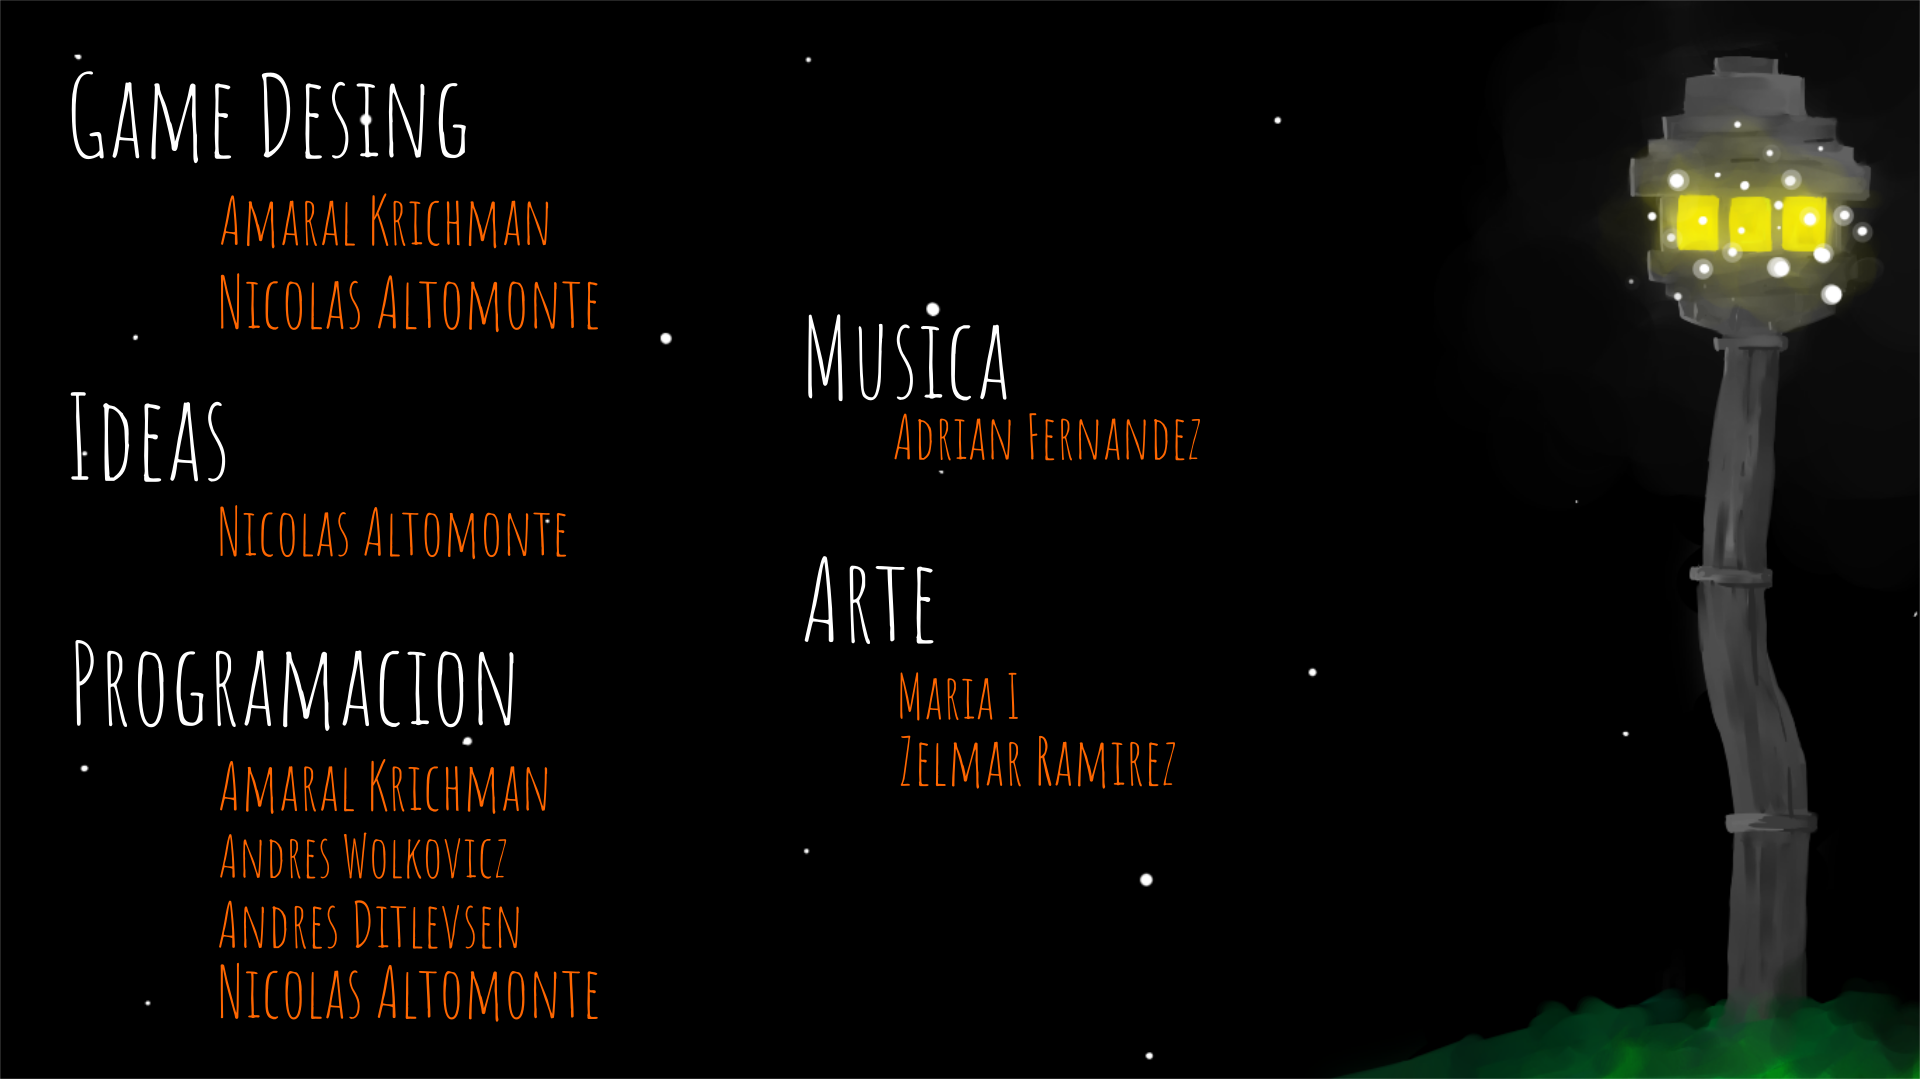 Game Desing
Amaral Krichman
Nicolas Altomonte
Ideas
Nicolas Altomonte
Programacion
Amaral Krichman
Andres Wolkovicz
Andres Ditlevsen
Nicolas Altomonte
Musica
Adrian Fernandez
Arte
Maria I
Zelmar Ramirez